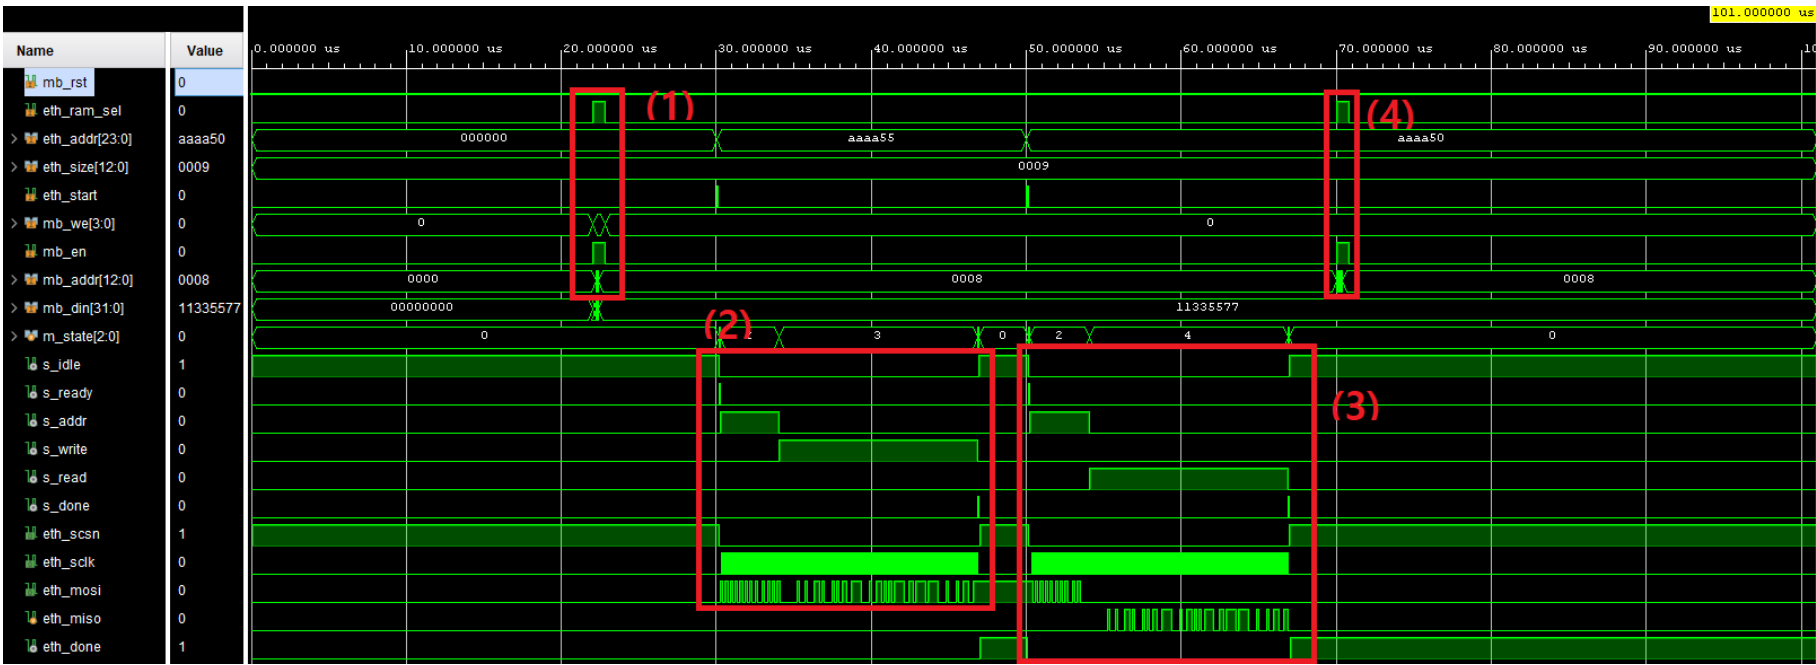 101.000000 us
Name Value 0.000000 us 10.000000 us 20.000000 us 30.000000 us 40.000000 us 50.000000 us 60.000000 us 70.000000 us 80.000000 us 90.000000 us 10
mb_rst 0
eth_ram_sel 0 (1) (4)
eth_addr[23:0] aaaa50 000000 aaaa55 aaaa50
eth_size[12:0] 0009 0009
eth_start 0
mb_we[3:0] 0 0 0
mb_en 0
mb_addr[12:0] 0008 0000 0008 0008
mb_din[31:0] 11335577 00000000 11335577
m_state[2:0] 0 0 (2) 3 0 2 4 0
s_idle 1
s_ready 0
s_addr 0 (3)
s_write 0
s_read 0
s_done 0
eth_scsn 1
eth_sclk 0
eth_mosi 0
eth_miso 0
eth_done 1